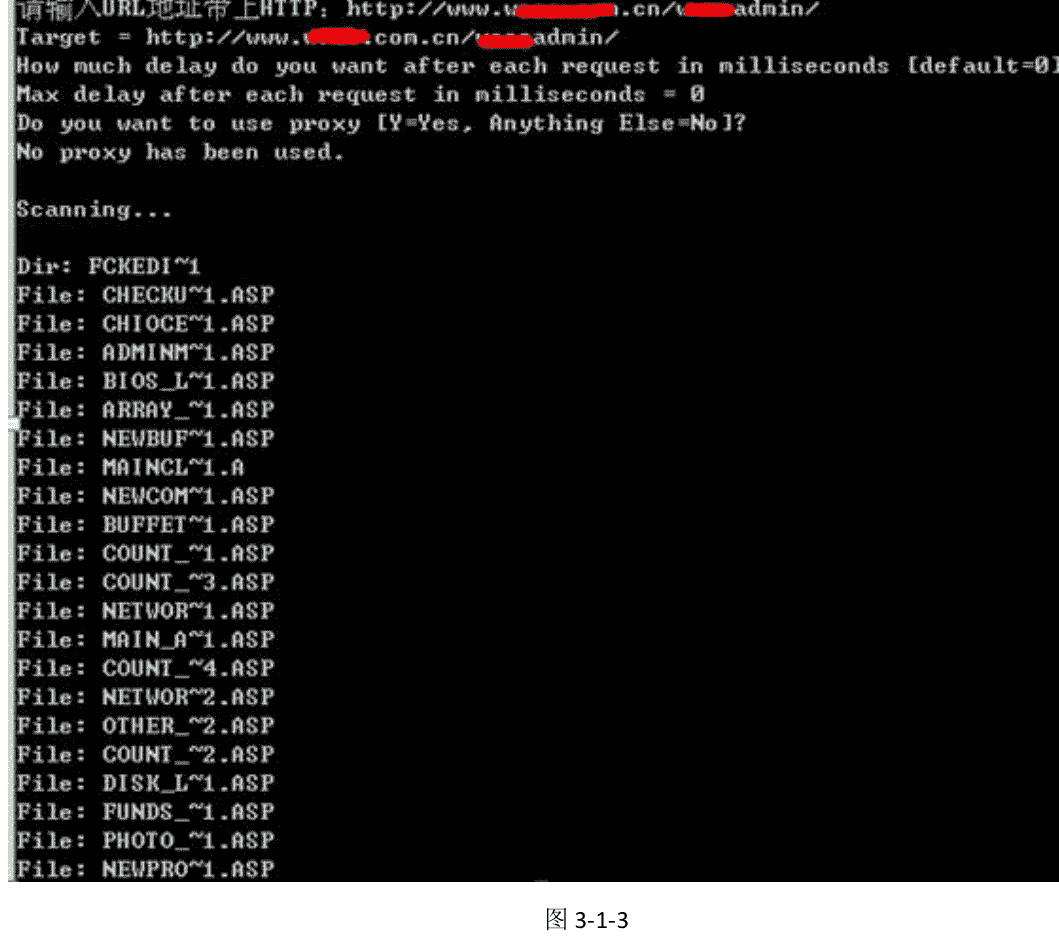 请输入URL地址带上HTTP: http://www.w .cn/w admin/
Target = http://www. .com.cn/ admin/
How much delay do you want after each request in milliseconds [default=0]
Max delay after each request in milliseconds = 0
Do you want to use proxy [Y=Yes, Anything Else=No]?
No proxy has been used.
Scanning...
Dir: FCKEDI~1
File: CHECKU~1.ASP
File: CHIOCE~1.ASP
File: ADMINM~1.ASP
File: BIOS_L~1.ASP
File: ARRAY_~1.ASP
File: NEWBUF~1.ASP
File: MAINCL~1.A
File: NEWCOM~1.ASP
File: BUFFET~1.ASP
File: COUNT_~1.ASP
File: COUNT_~3.ASP
File: NETWOR~1.ASP
File: MAIN_A~1.ASP
File: COUNT_~4.ASP
File: NETWOR~2.ASP
File: OTHER_~2.ASP
File: COUNT_~2.ASP
File: DISK_L~1.ASP
File: FUNDS_~1.ASP
File: PHOTO_~1.ASP
File: NEWPRO~1.ASP
图 3-1-3